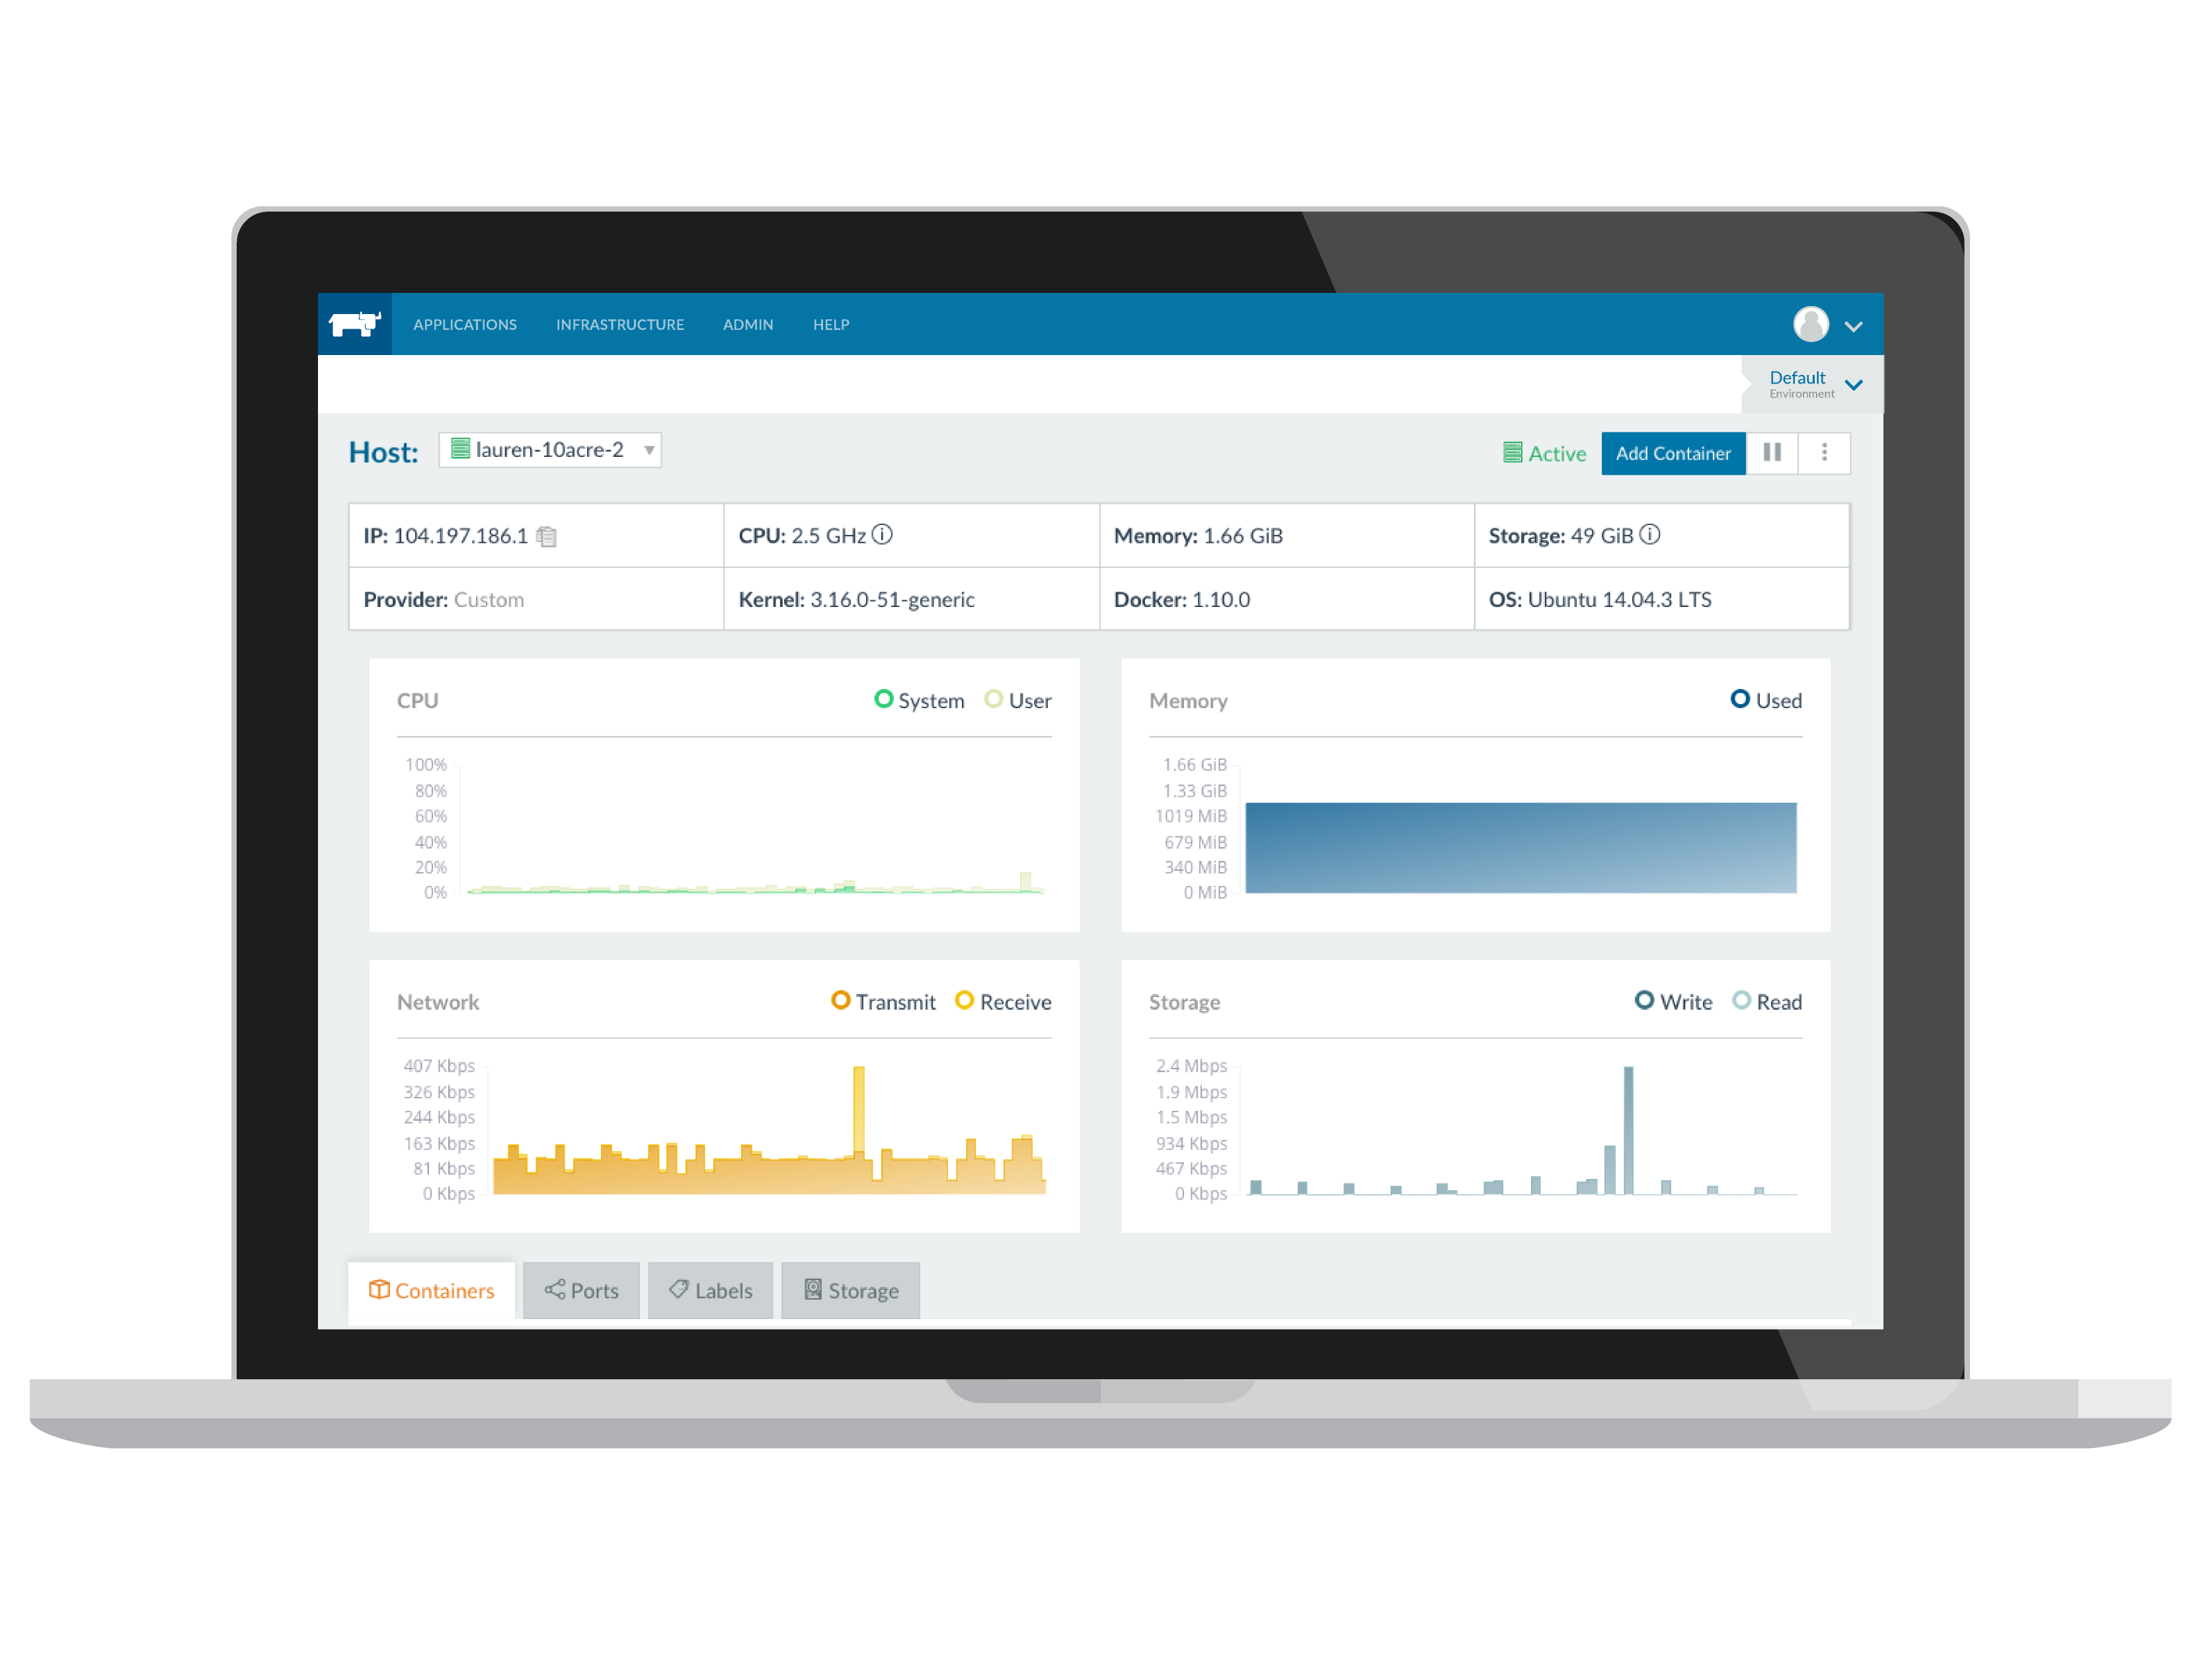 APPLICATIONS INFRASTRUCTURE ADMIN HELP
Default
Environment
Host: lauren-10acre-2 Active Add Container
IP: 104.197.186.1 CPU: 2.5 GHz Memory: 1.66 GiB Storage: 49 GiB
Provider: Custom Kernel: 3.16.0-51-generic Docker: 1.10.0 OS: Ubuntu 14.04.3 LTS
CPU System User
100%
80%
60%
40%
20%
0%
Memory Used
1.66 GiB
1.33 GiB
1019 MiB
679 MiB
340 MiB
0 MiB
Network Transmit Receive
407 Kbps
326 Kbps
244 Kbps
163 Kbps
81 Kbps
0 Kbps
Storage Write Read
2.4 Mbps
1.9 Mbps
1.5 Mbps
934 Kbps
467 Kbps
0 Kbps
Containers Ports Labels Storage